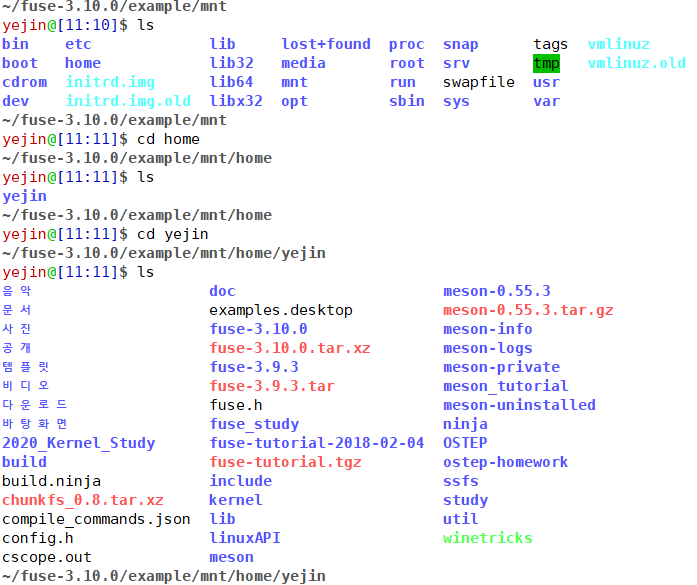 ~/fuse-3.10.0/example/mnt
yejin@[11:10]$ ls
bin etc lib lost+found proc snap tags vmlinuz
boot home lib32 media root srv tmp vmlinuz.old
cdrom initrd.img lib64 mnt run swapfile usr
dev initrd.img.old libx32 opt sbin sys var
~/fuse-3.10.0/example/mnt
yejin@[11:11]$ cd home
~/fuse-3.10.0/example/mnt/home
yejin@[11:11]$ ls
yejin
~/fuse-3.10.0/example/mnt/home
yejin@[11:11]$ cd yejin
~/fuse-3.10.0/example/mnt/home/yejin
yejin@[11:11]$ ls
음악 doc meson-0.55.3
문서 examples.desktop meson-0.55.3.tar.gz
사진 fuse-3.10.0 meson-info
공개 fuse-3.10.0.tar.xz meson-logs
템플릿 fuse-3.9.3 meson-private
비디오 fuse-3.9.3.tar meson_tutorial
다운로드 fuse.h meson-uninstalled
바탕화면 fuse_study ninja
2020_Kernel_Study fuse-tutorial-2018-02-04 OSTEP
build fuse-tutorial.tgz ostep-homework
build.ninja include ssfs
chunkfs_0.8.tar.xz kernel study
compile_commands.json lib util
config.h linuxAPI winetricks
cscope.out meson
~/fuse-3.10.0/example/mnt/home/yejin